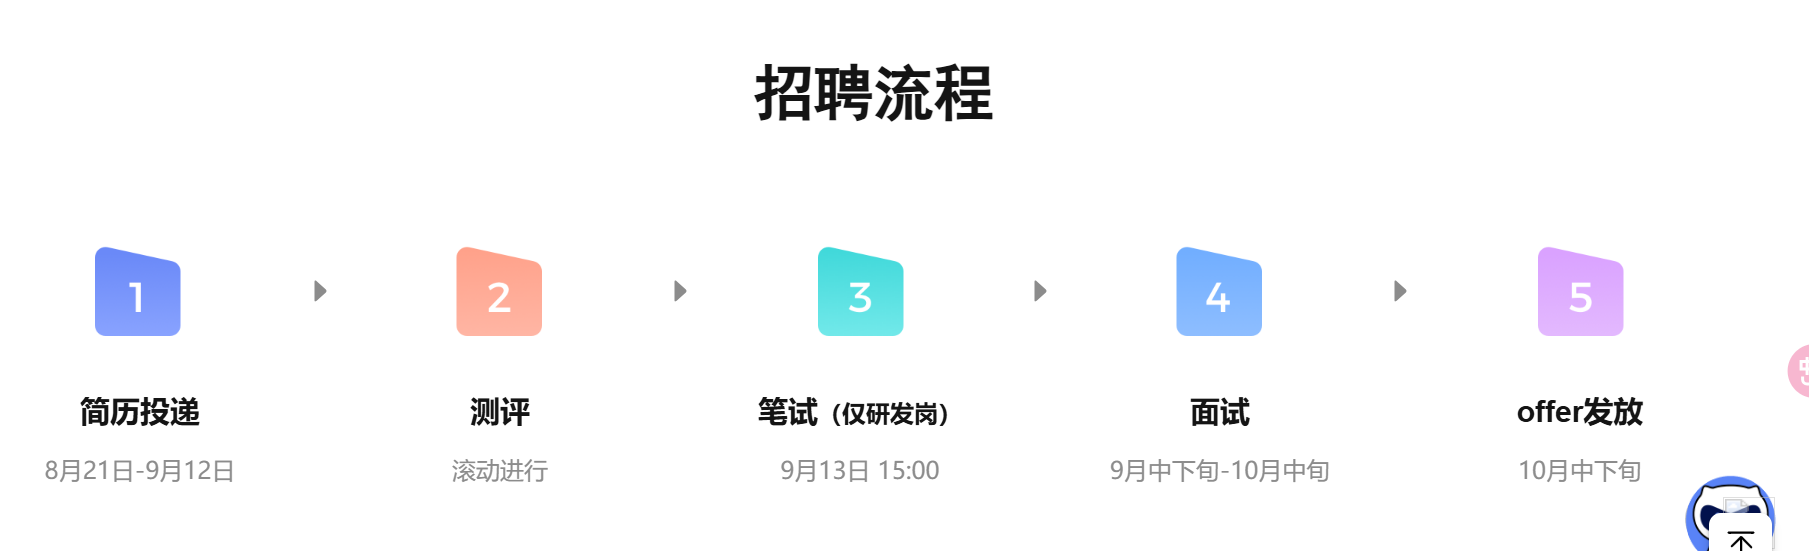 招聘流程
1
2
3
4
5
简历投递
测评
笔试（仅研发岗）
面试
offer发放
8月21日-9月12日
滚动进行
9月13日 15:00
9月中下旬-10月中旬
10月中下旬